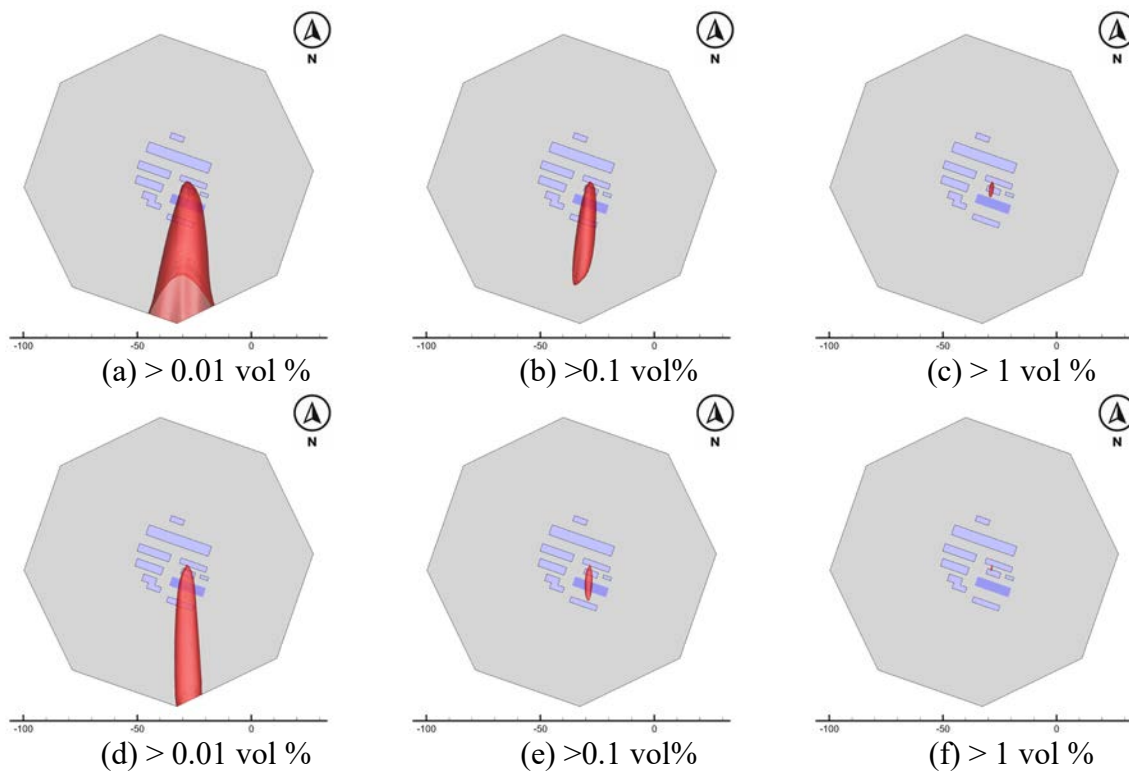 N N N
-100 -50 0 -100 -50 0 -100 -50 0
(a) > 0.01 vol % (b) >0.1 vol% (c) > 1 vol %
N N N
-100 -50 0 -100 -50 0 -100 -50 0
(d) > 0.01 vol % (e) >0.1 vol% (f) > 1 vol %